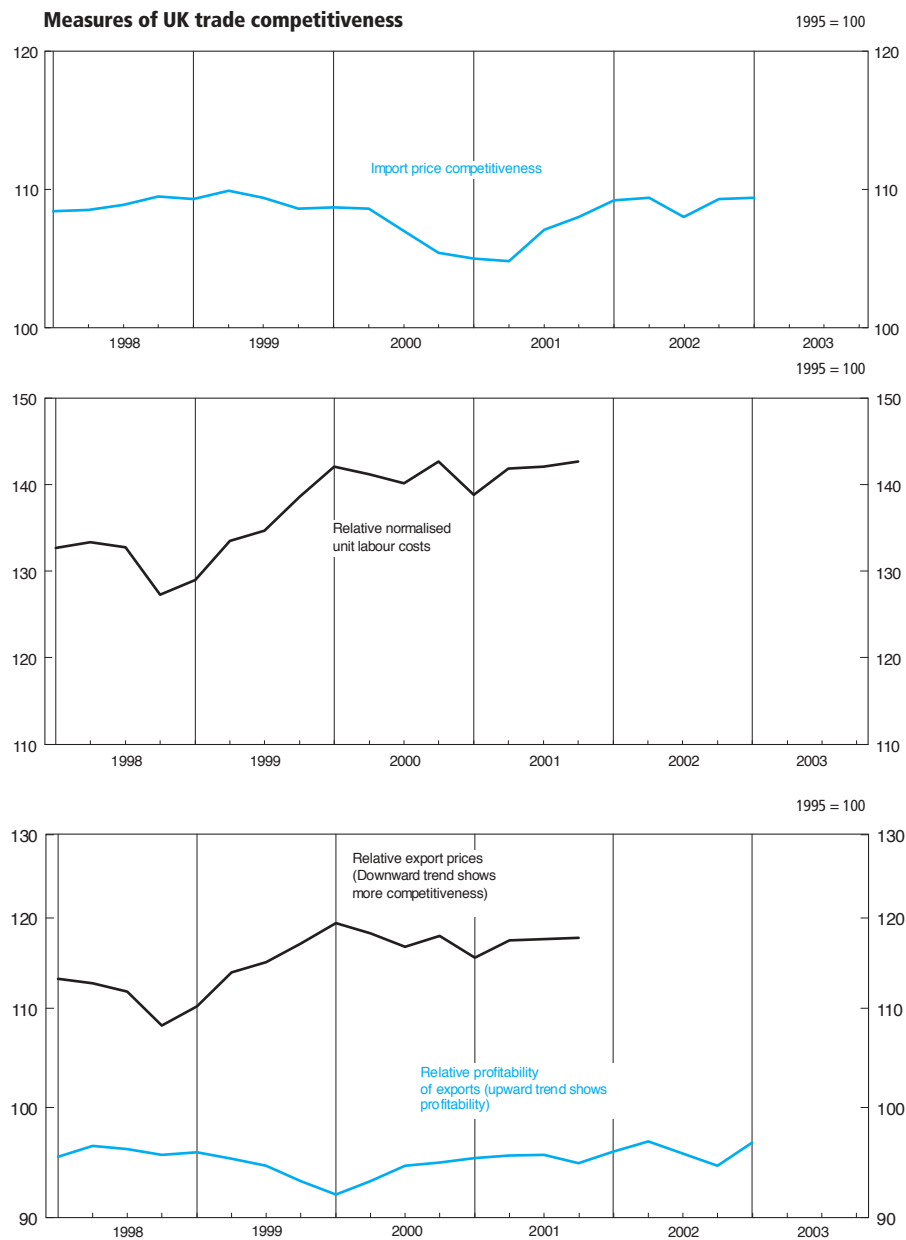 Measures of UK trade competitiveness
1995 = 100
120 120
Import price competitiveness
110 110
100 100
1998 1999 2000 2001 2002 2003
1995 = 100
150 150
140 140
Relative normalised
unit labour costs
130 130
120 120
110 110
1998 1999 2000 2001 2002 2003
1995 = 100
130 130
Relative export prices
(Downward trend shows
more competitiveness)
120 120
110 110
Relative profitability
of exports (upward trend shows
profitability)
100 100
90 90
1998 1999 2000 2001 2002 2003